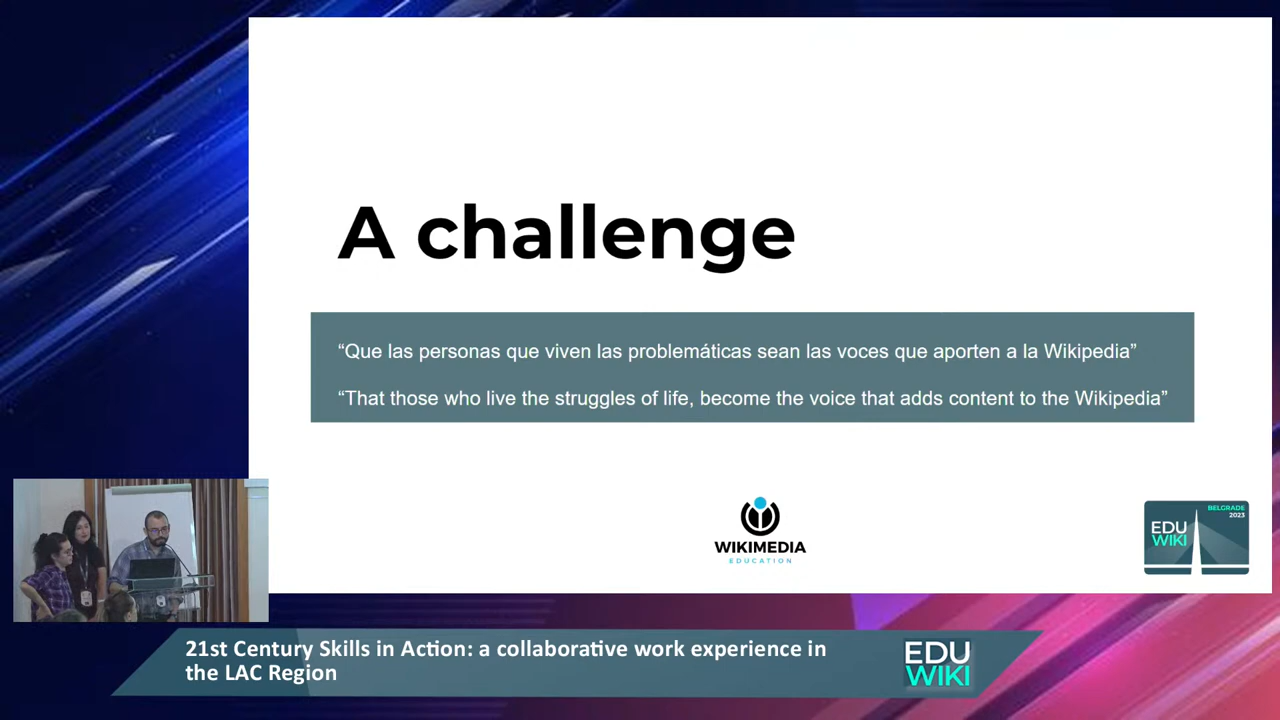 A challenge
“Que las personas que viven las problemáticas sean las voces que aporten a la Wikipedia”
“That those who live the struggles of life, become the voice that adds content to the Wikipedia”
WIKIMEDIA
EDUCATION
BELGRADE
2023
EDU
WIKI
21st Century Skills in Action: a collaborative work experience in
the LAC Region
EDU
WIKI